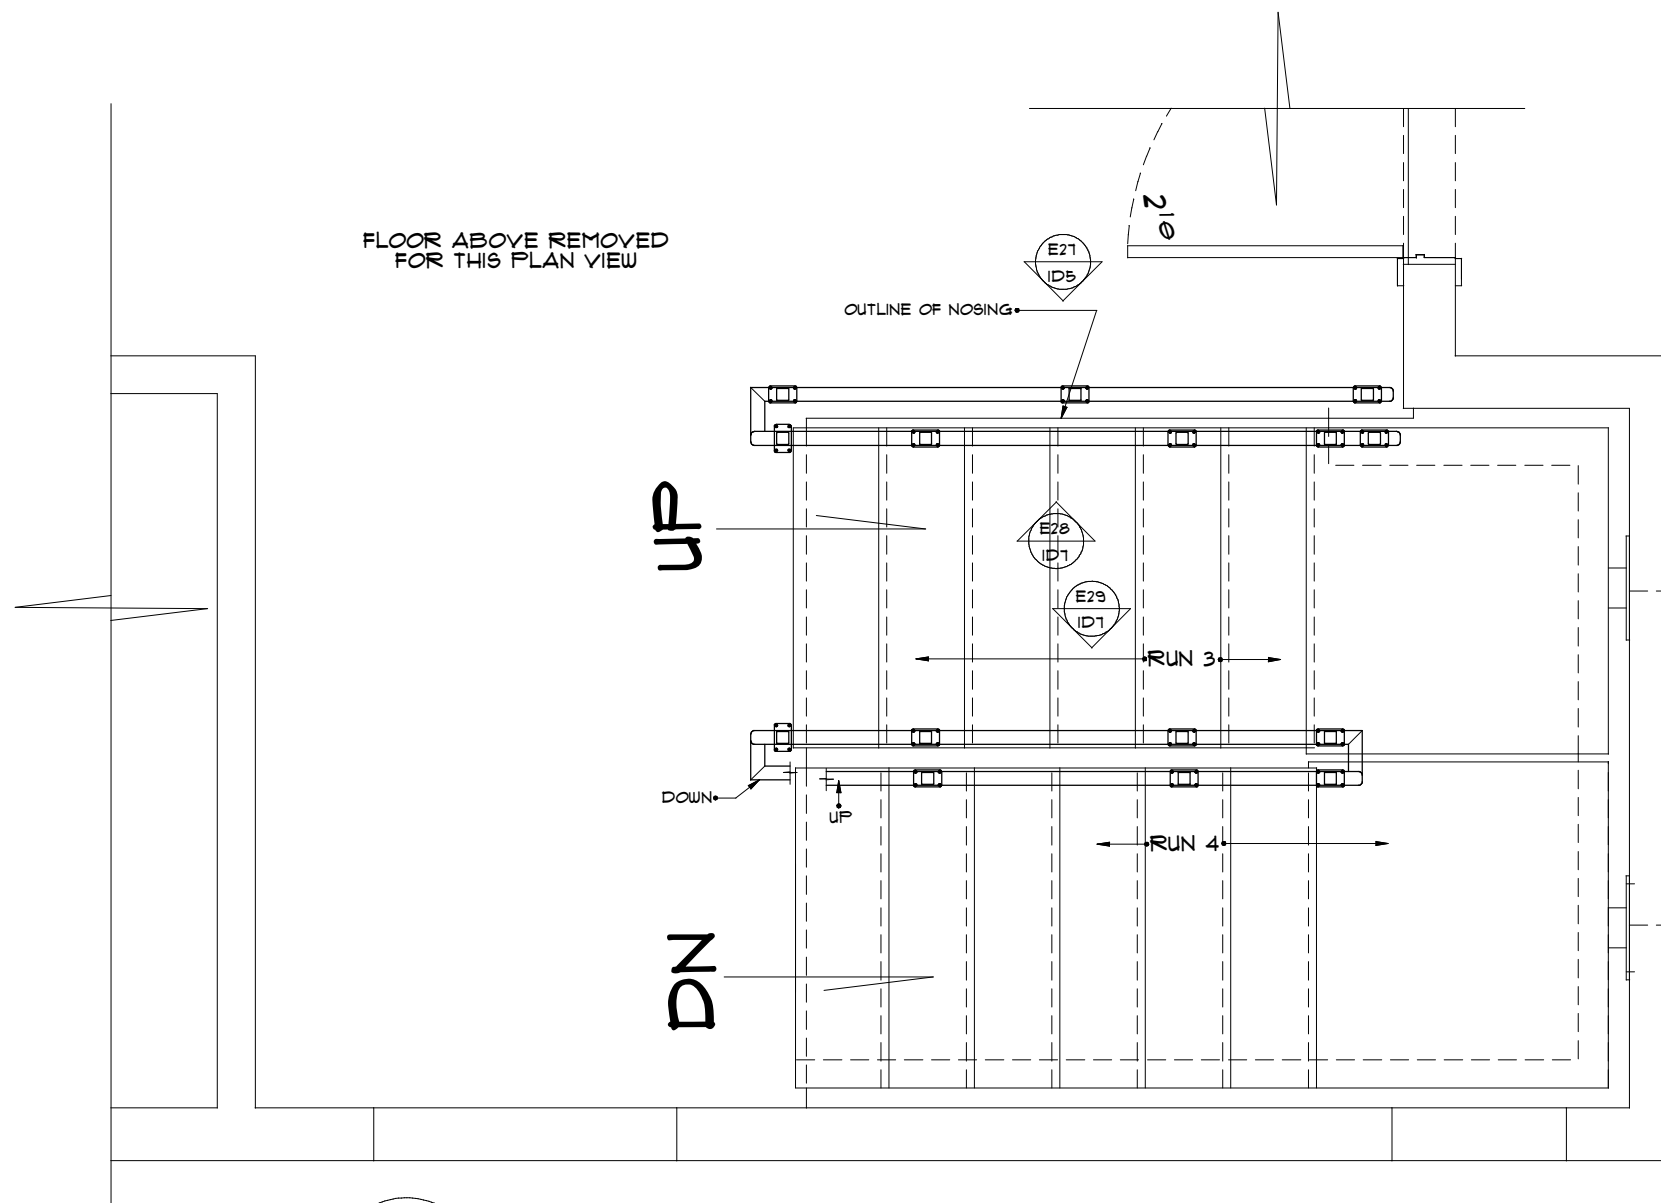 2'10
FLOOR ABOVE REMOVED
FOR THIS PLAN VIEW
E27
ID5
OUTLINE OF NOSING
UP
E28
ID7
E29
ID7
RUN 3
DOWN
UP
RUN 4
DN